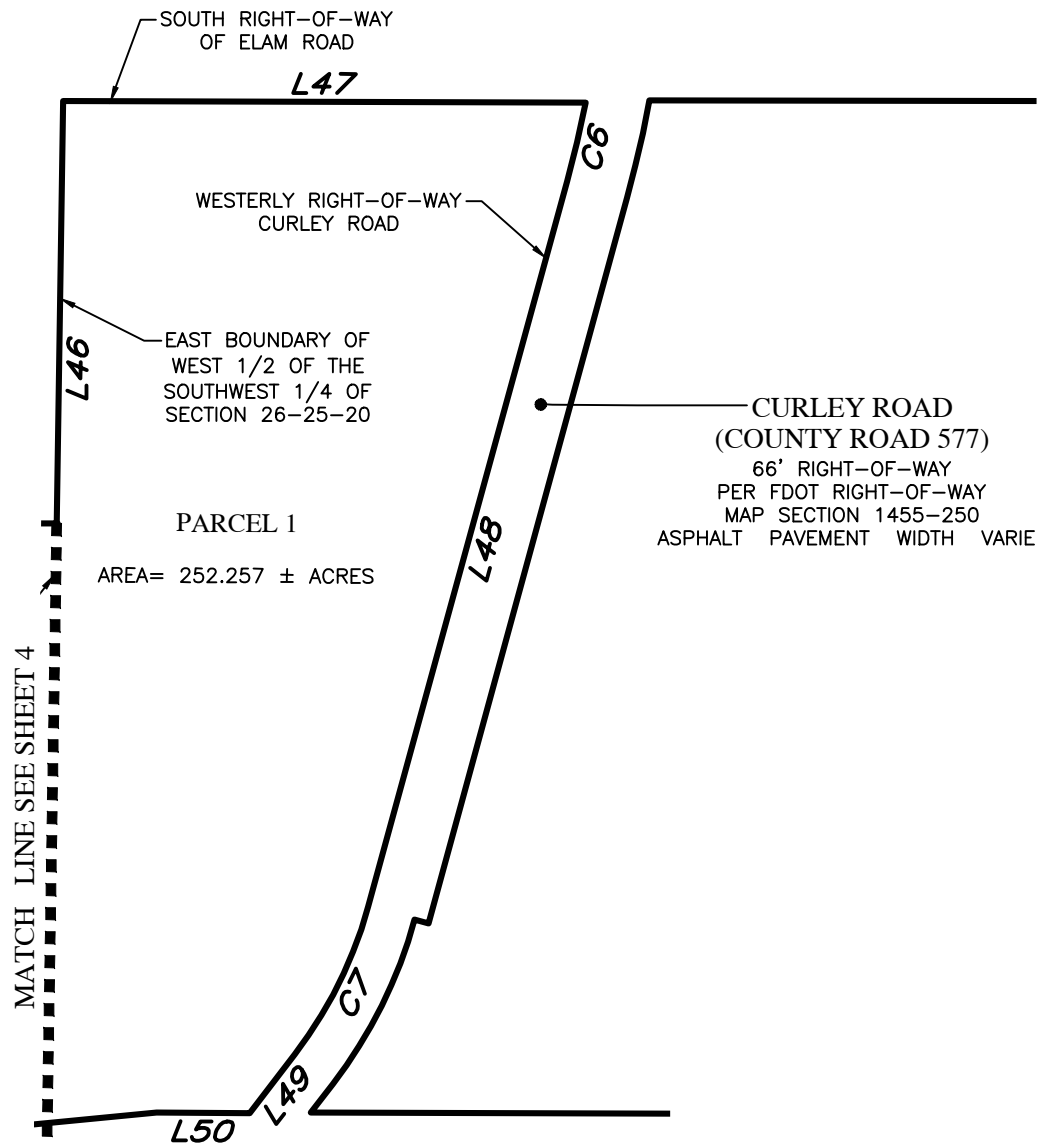 SOUTH RIGHT-OF-WAY
OF ELAM ROAD
L47
C6
WESTERLY RIGHT-OF-WAY
CURLEY ROAD
L46
EAST BOUNDARY OF
WEST 1/2 OF THE
SOUTHWEST 1/4 OF
SECTION 26-25-20
CURLEY ROAD
(COUNTY ROAD 577)
66' RIGHT-OF-WAY
PER FDOT RIGHT-OF-WAY
MAP SECTION 1455-250
ASPHALT PAVEMENT WIDTH VARIE
PARCEL 1
AREA= 252.257 ± ACRES
L48
MATCH LINE SEE SHEET 4
C7
L49
L50